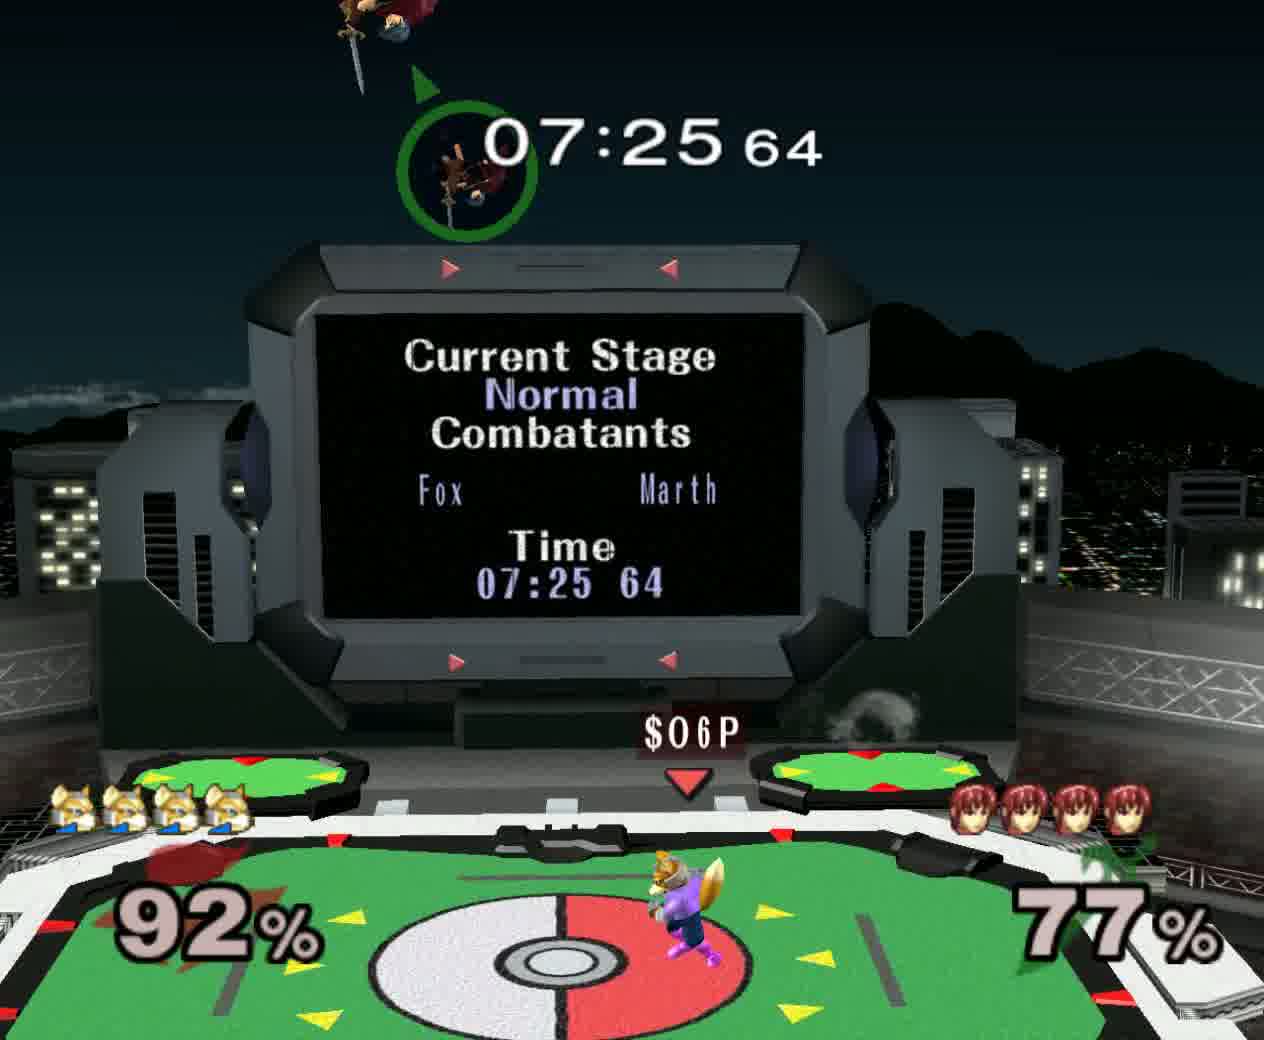 07:25 64
Current Stage
Normal
Combatants
Fox Marth
Time
07:25 64
$06P
92%
77%